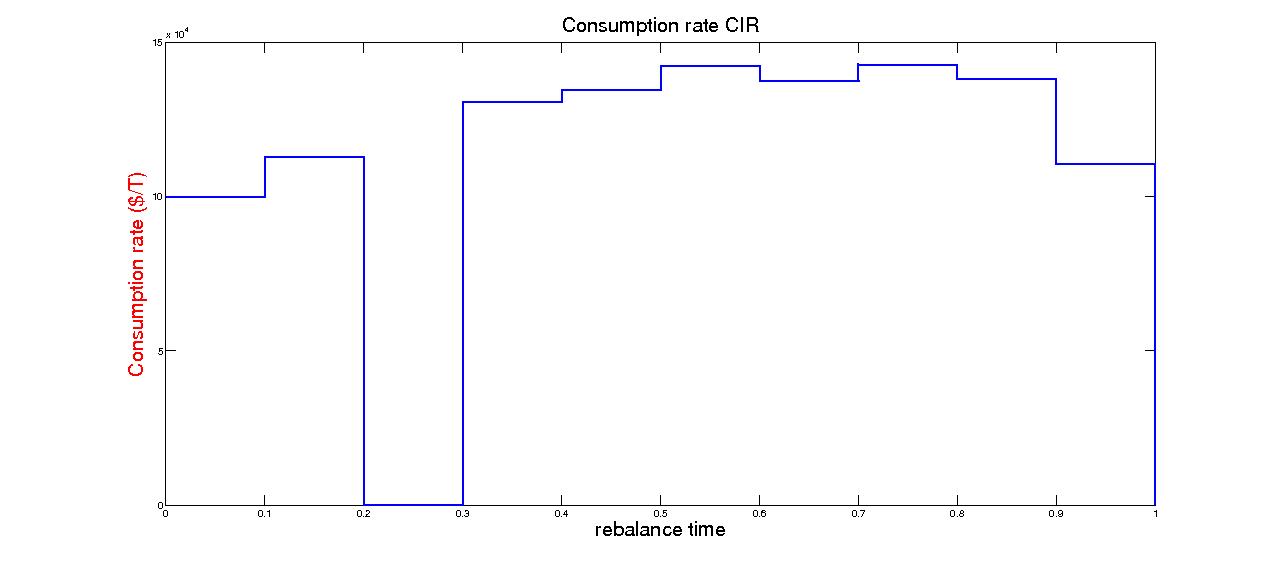 Consumption rate CIR
x 10^4
15
10
5
0
Consumption rate ($/T)
0 0.1 0.2 0.3 0.4 0.5 0.6 0.7 0.8 0.9 1
rebalance time